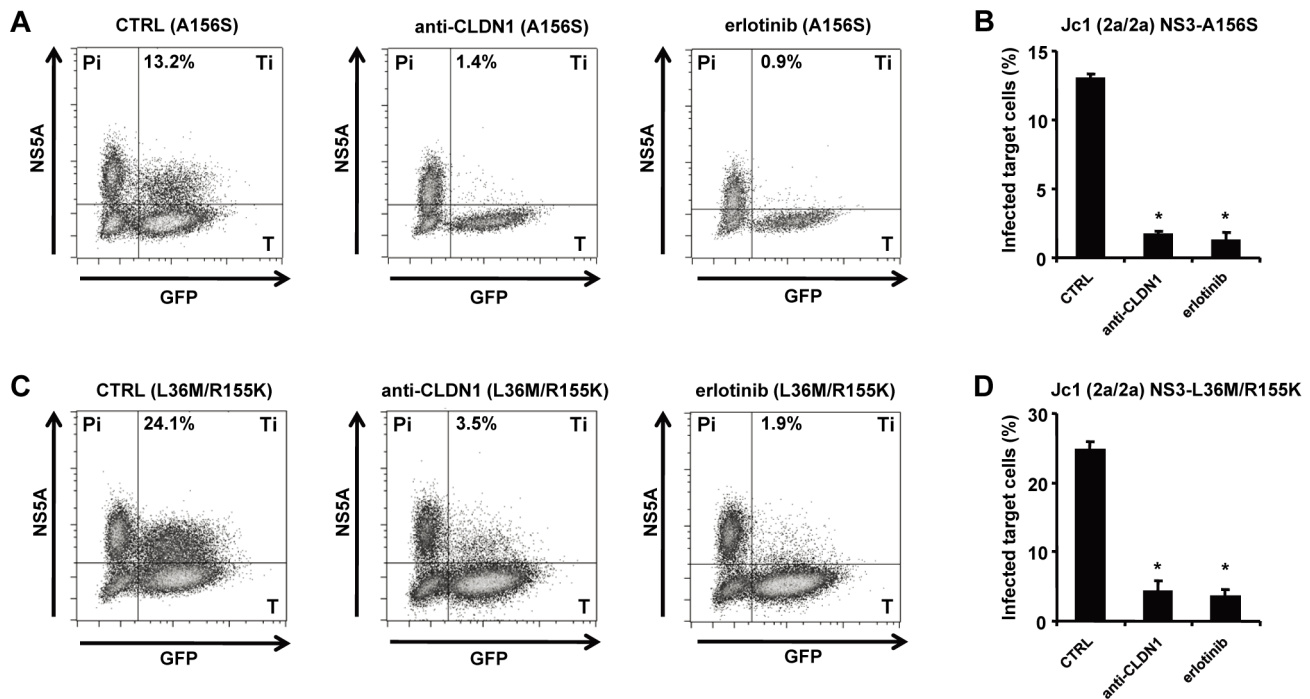 A
CTRL (A156S)
anti-CLDN1 (A156S)
erlotinib (A156S)
Pi 13.2% Ti
T
NS5A
GFP
Pi 1.4% Ti
T
NS5A
GFP
Pi 0.9% Ti
T
NS5A
GFP
B
Jc1 (2a/2a) NS3-A156S
Infected target cells (%)
15
10
5
0
* *
CTRL
anti-CLDN1
erlotinib
C
CTRL (L36M/R155K)
anti-CLDN1 (L36M/R155K)
erlotinib (L36M/R155K)
Pi 24.1% Ti
T
NS5A
GFP
Pi 3.5% Ti
T
NS5A
GFP
Pi 1.9% Ti
T
NS5A
GFP
D
Jc1 (2a/2a) NS3-L36M/R155K
Infected target cells (%)
30
20
10
0
* *
CTRL
anti-CLDN1
erlotinib